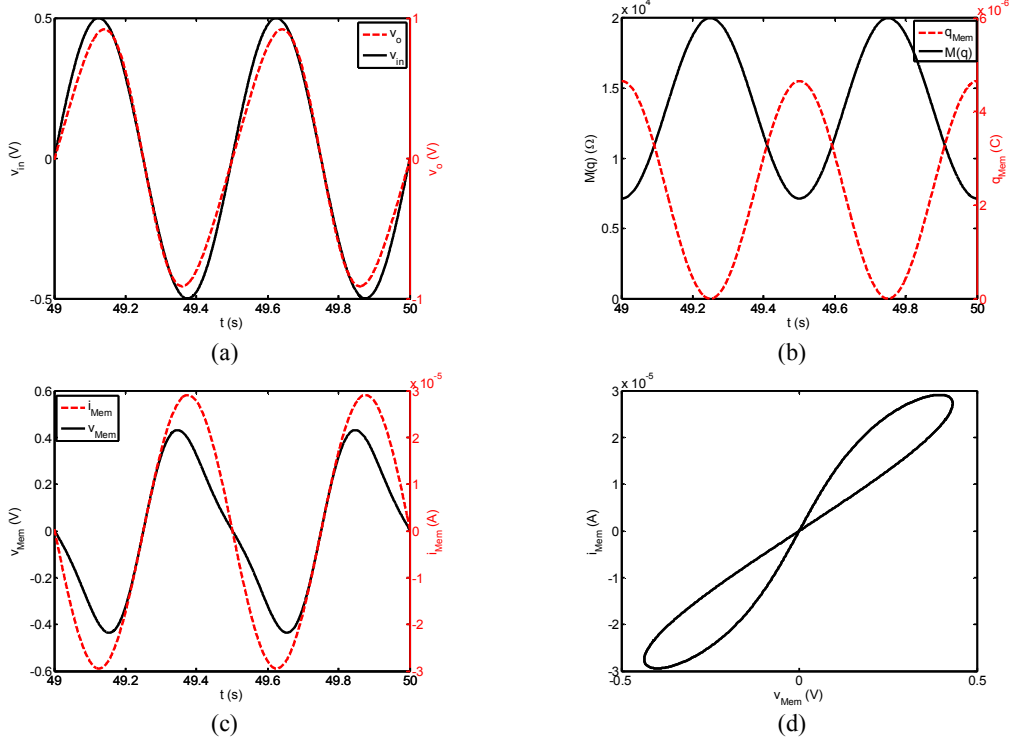 0.5
0
-0.5
v_in (V)
1
0
-1
v_o (V)
v_o
v_in
49 49.2 49.4 49.6 49.8 50
t (s)
(a)
2 x 10^4
1.5
1
0.5
0
M(q) (Ω)
6 x 10^-6
4
2
0
q_Mem (C)
q_Mem
M(q)
49 49.2 49.4 49.6 49.8 50
t (s)
(b)
0.6
0.4
0.2
0
-0.2
-0.4
-0.6
v_Mem (V)
3 x 10^-5
2
1
0
-1
-2
-3
i_Mem (A)
i_Mem
v_Mem
49 49.2 49.4 49.6 49.8 50
t (s)
(c)
3 x 10^-5
2
1
0
-1
-2
-3
i_Mem (A)
-0.5 0 0.5
v_Mem (V)
(d)